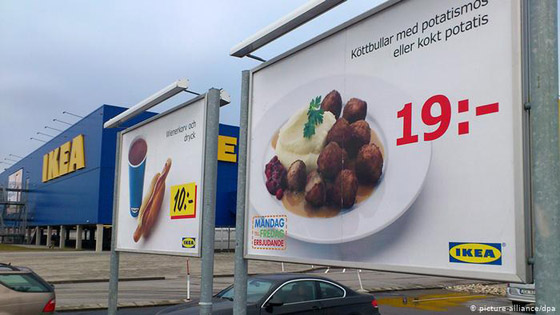 Köttbullar med potatismos
eller kokt potatis
19:-
MÅNDAG
FREDAG
ERBJUDANDE
IKEA
Wienerkorv och
dryck
10:-
IKEA
IKEA
© picture-alliance/dpa